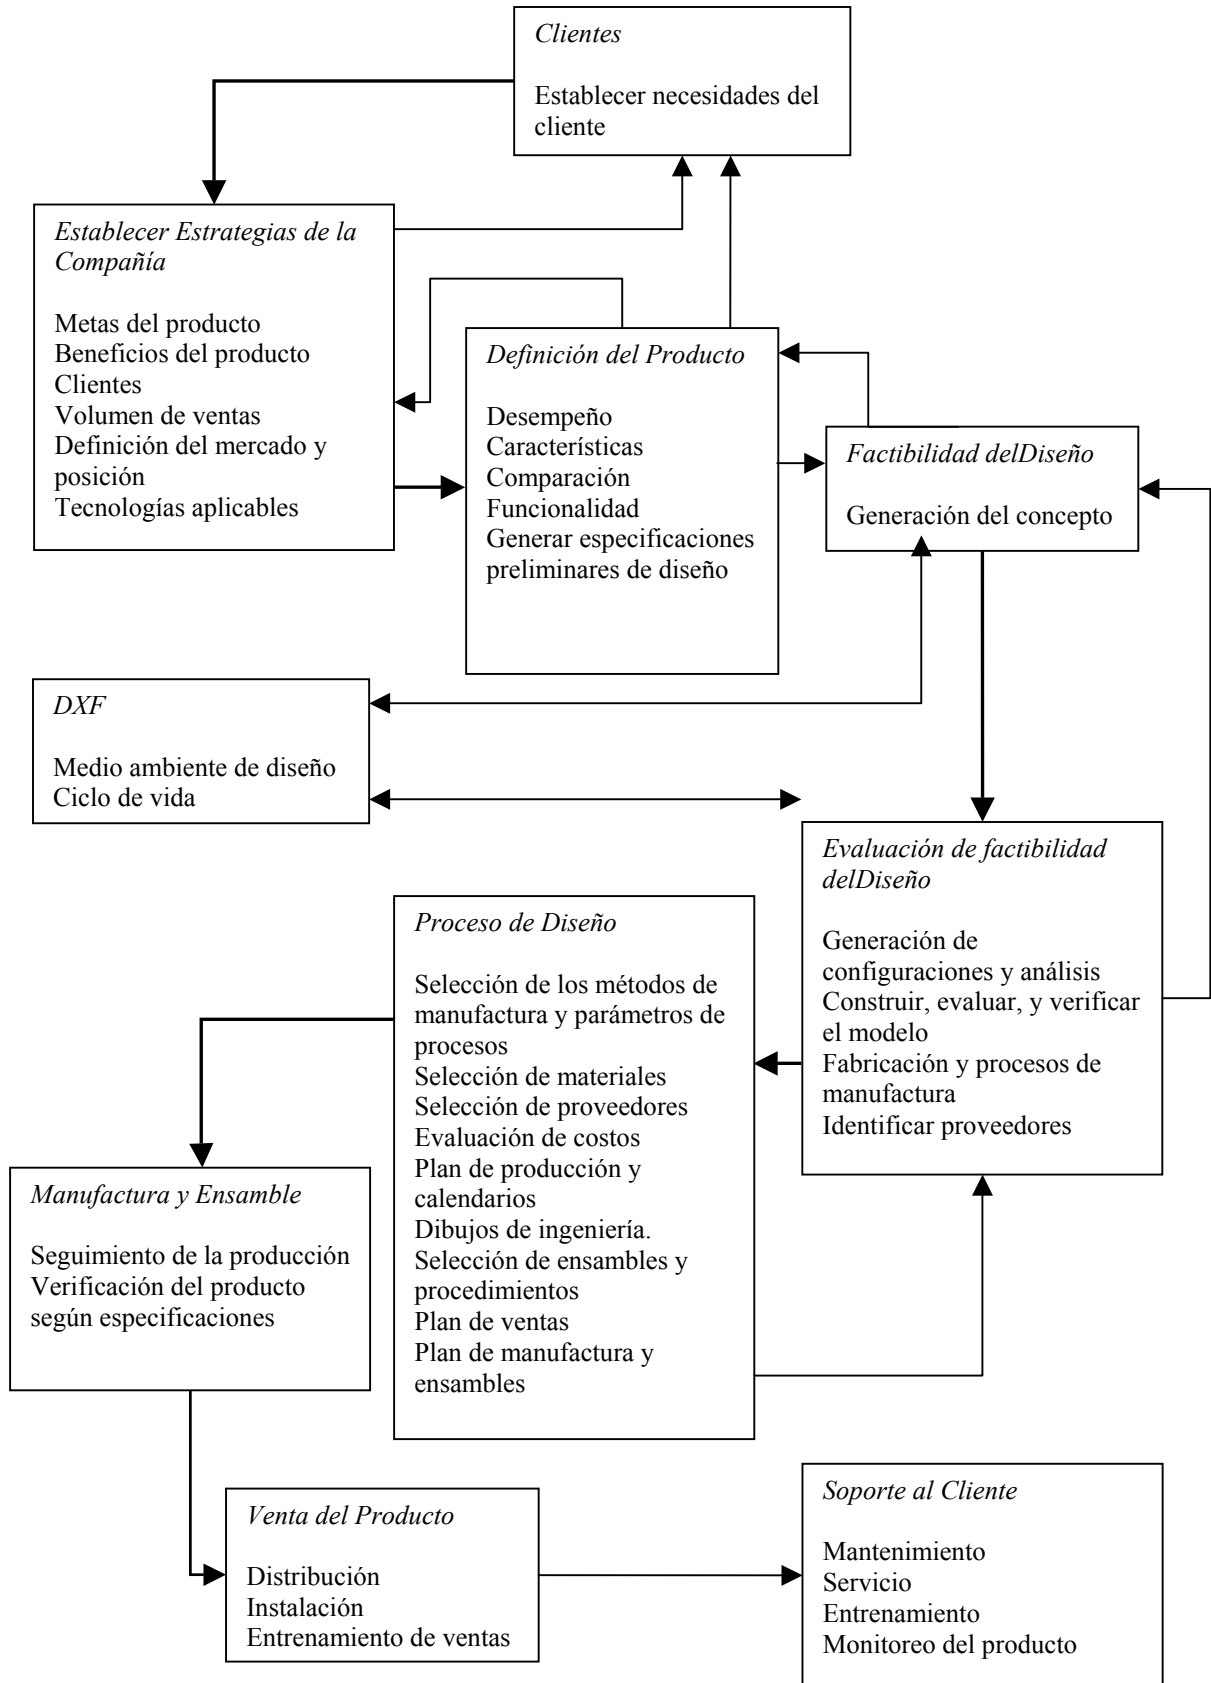 Clientes
Establecer necesidades del
cliente
Establecer Estrategias de la
Compañía
Metas del producto
Beneficios del producto
Clientes
Volumen de ventas
Definición del mercado y
posición
Tecnologías aplicables
Definición del Producto
Desempeño
Características
Comparación
Funcionalidad
Generar especificaciones
preliminares de diseño
Factibilidad delDiseño
Generación del concepto
DXF
Medio ambiente de diseño
Ciclo de vida
Evaluación de factibilidad
delDiseño
Generación de
configuraciones y análisis
Construir, evaluar, y verificar
el modelo
Fabricación y procesos de
manufactura
Identificar proveedores
Proceso de Diseño
Selección de los métodos de
manufactura y parámetros de
procesos
Selección de materiales
Selección de proveedores
Evaluación de costos
Plan de producción y
calendarios
Dibujos de ingeniería.
Selección de ensambles y
procedimientos
Plan de ventas
Plan de manufactura y
ensambles
Manufactura y Ensamble
Seguimiento de la producción
Verificación del producto
según especificaciones
Venta del Producto
Distribución
Instalación
Entrenamiento de ventas
Soporte al Cliente
Mantenimiento
Servicio
Entrenamiento
Monitoreo del producto